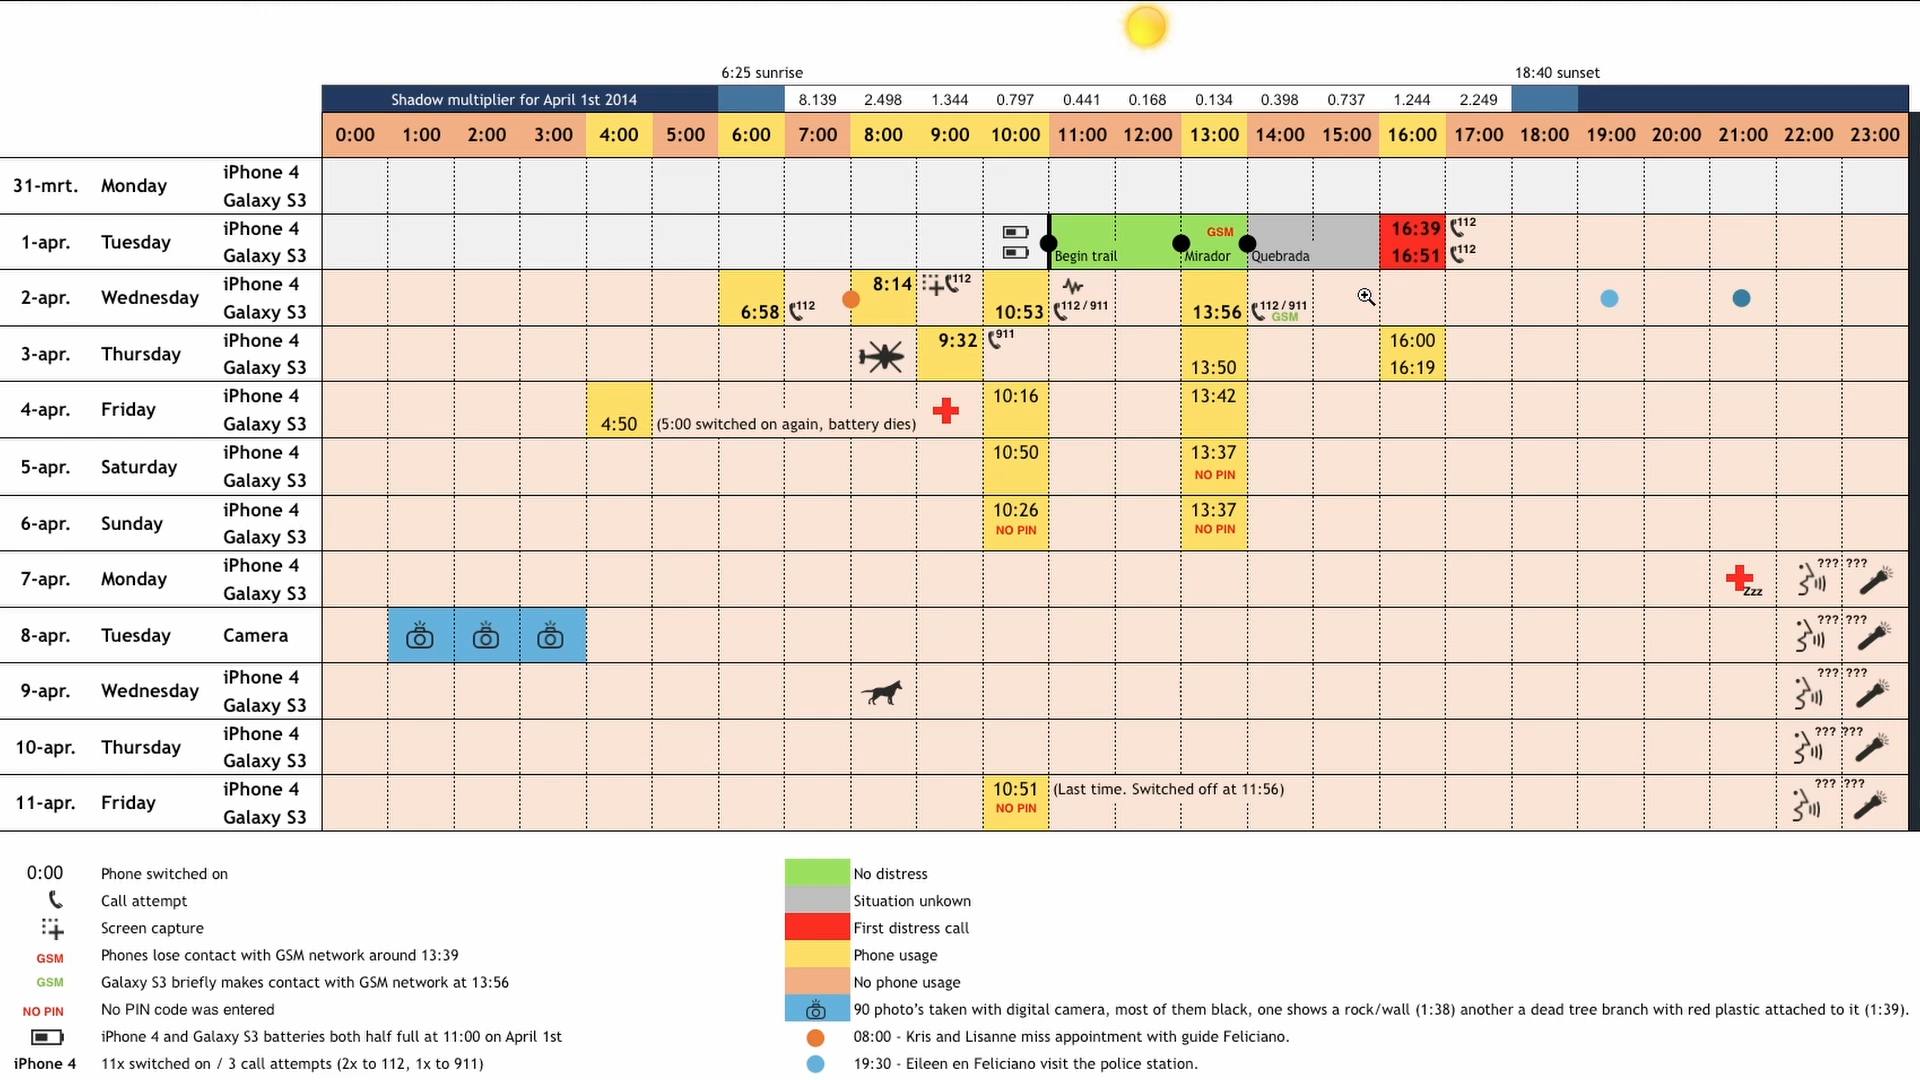 6:25 sunrise 18:40 sunset
Shadow multiplier for April 1st 2014 8.139 2.498 1.344 0.797 0.441 0.168 0.134 0.398 0.737 1.244 2.249
0:00 1:00 2:00 3:00 4:00 5:00 6:00 7:00 8:00 9:00 10:00 11:00 12:00 13:00 14:00 15:00 16:00 17:00 18:00 19:00 20:00 21:00 22:00 23:00
31-mrt. Monday iPhone 4
Galaxy S3
1-apr. Tuesday iPhone 4 GSM 16:39 112
Galaxy S3 Begin trail Mirador Quebrada 16:51 112
2-apr. Wednesday iPhone 4 8:14 112
Galaxy S3 6:58 112 10:53 112 / 911 13:56 112 / 911
GSM
3-apr. Thursday iPhone 4 9:32 911 16:00
Galaxy S3 13:50 16:19
4-apr. Friday iPhone 4 10:16 13:42
Galaxy S3 4:50 (5:00 switched on again, battery dies)
5-apr. Saturday iPhone 4 10:50 13:37
Galaxy S3 NO PIN
6-apr. Sunday iPhone 4 10:26 13:37
Galaxy S3 NO PIN NO PIN
7-apr. Monday iPhone 4 ??? ???
Galaxy S3 Zzz
8-apr. Tuesday Camera ??? ???
9-apr. Wednesday iPhone 4 ??? ???
Galaxy S3
10-apr. Thursday iPhone 4 ??? ???
Galaxy S3
11-apr. Friday iPhone 4 10:51 (Last time. Switched off at 11:56) ??? ???
Galaxy S3 NO PIN
0:00 Phone switched on
Call attempt
Screen capture
GSM Phones lose contact with GSM network around 13:39
GSM Galaxy S3 briefly makes contact with GSM network at 13:56
NO PIN No PIN code was entered
iPhone 4 and Galaxy S3 batteries both half full at 11:00 on April 1st
iPhone 4 11x switched on / 3 call attempts (2x to 112, 1x to 911)
No distress
Situation unkown
First distress call
Phone usage
No phone usage
90 photo's taken with digital camera, most of them black, one shows a rock/wall (1:38) another a dead tree branch with red plastic attached to it (1:39).
08:00 - Kris and Lisanne miss appointment with guide Feliciano.
19:30 - Eileen en Feliciano visit the police station.